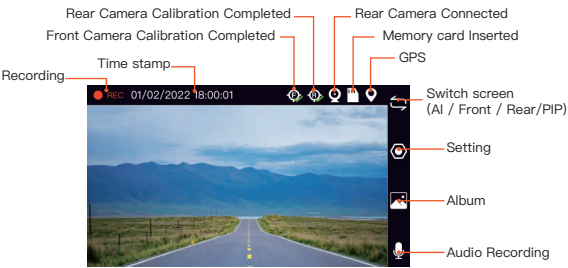 Rear Camera Calibration Completed
Rear Camera Connected
Front Camera Calibration Completed
Memory card Inserted
Time stamp
GPS
Recording
REC 01/02/2022 18:00:01
F
R
Switch screen
(AI / Front / Rear/PIP)
Setting
Album
Audio Recording